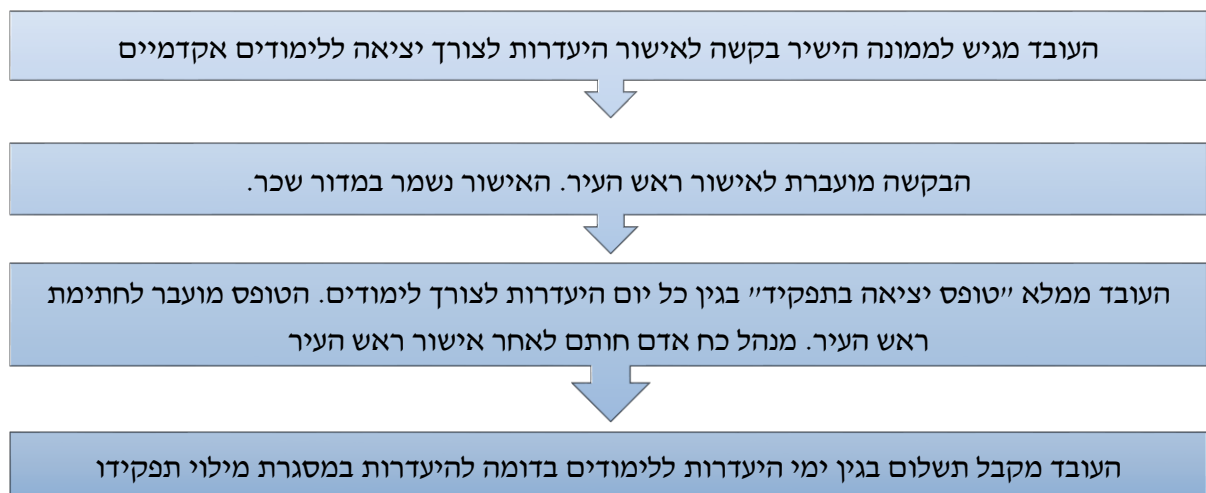 העובד מגיש לממונה הישיר בקשה לאישור היעדרות לצורך יציאה ללימודים אקדמיים
הבקשה מועברת לאישור ראש העיר. האישור נשמר במדור שכר.
העובד ממלא "טופס יציאה בתפקיד" בגין כל יום היעדרות לצורך לימודים. הטופס מועבר לחתימת
ראש העיר. מנהל כח אדם חותם לאחר אישור ראש העיר
העובד מקבל תשלום בגין ימי היעדרות ללימודים בדומה להיעדרות במסגרת מילוי תפקידו